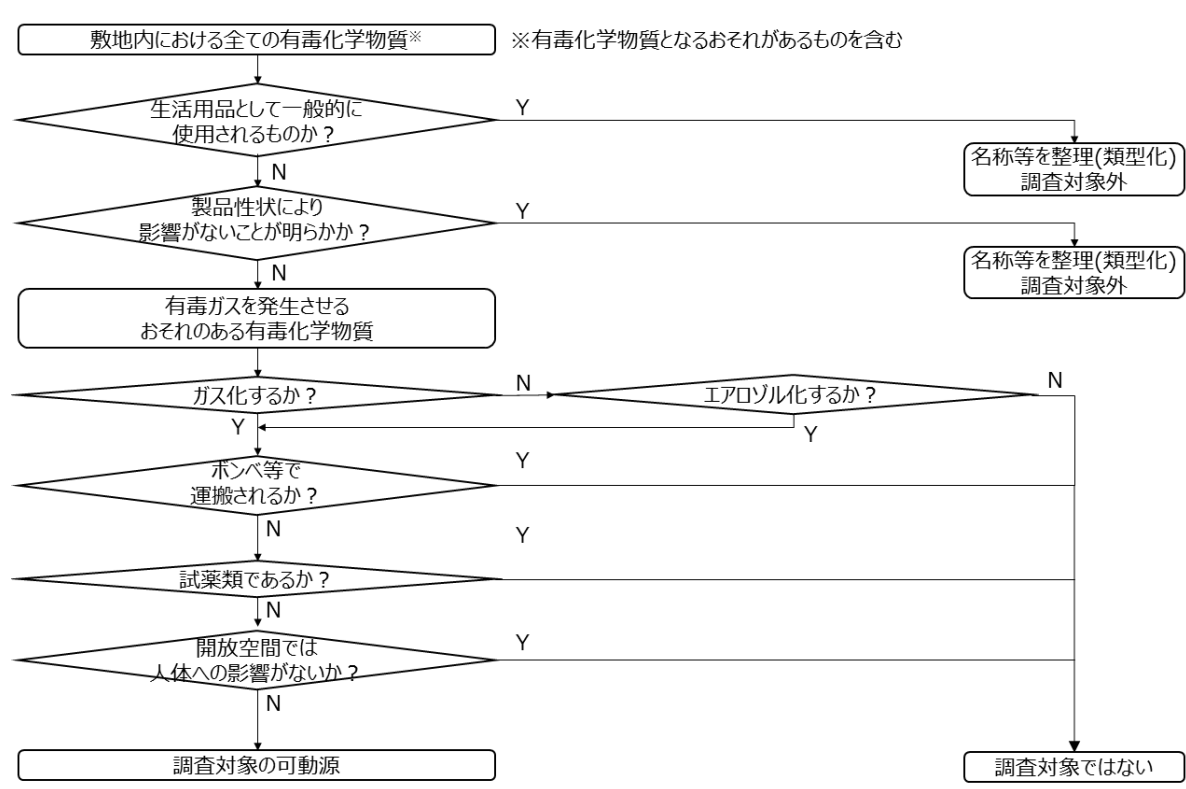 敷地内における全ての有毒化学物質※
※有毒化学物質となるおそれがあるものを含む
生活用品として一般的に
使用されるものか？
Y
名称等を整理(類型化)
調査対象外
N
製品性状により
影響がないことが明らかか？
Y
名称等を整理(類型化)
調査対象外
N
有毒ガスを発生させる
おそれのある有毒化学物質
ガス化するか？
N
エアロゾル化するか？
N
Y
Y
ボンベ等で
運搬されるか？
Y
N
試薬類であるか？
Y
N
開放空間では
人体への影響がないか？
Y
N
調査対象の可動源
調査対象ではない